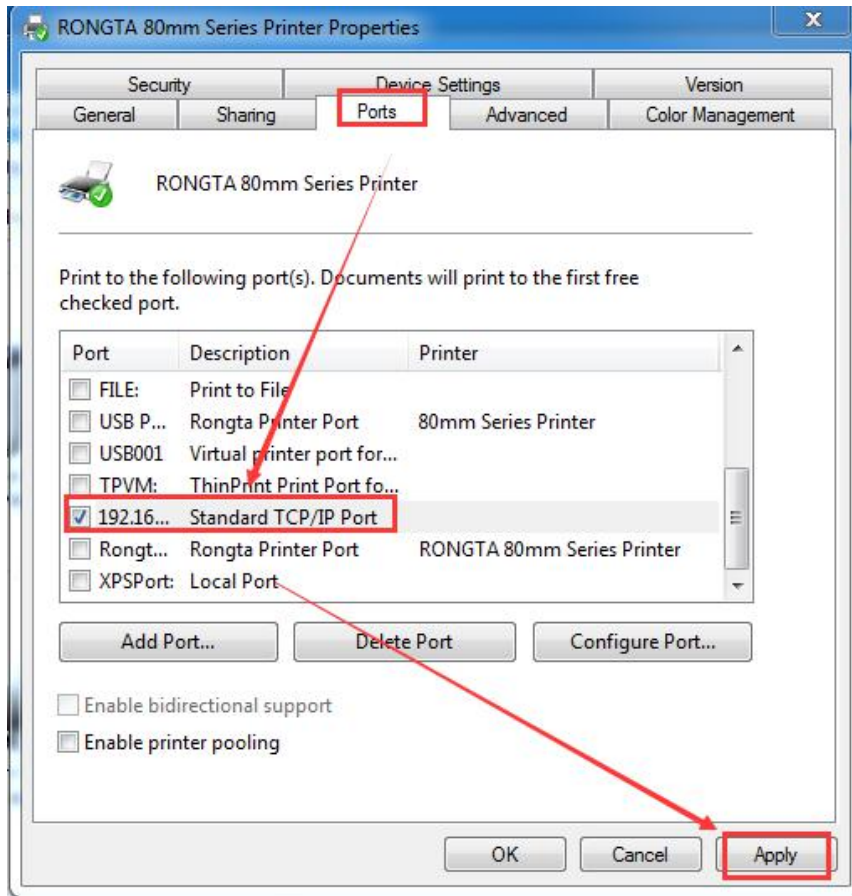 RONGTA 80mm Series Printer Properties
X
Security Device Settings Version
General Sharing Ports Advanced Color Management
RONGTA 80mm Series Printer
Print to the following port(s). Documents will print to the first free
checked port.
Port Description Printer
FILE: Print to File
USB P... Rongta Printer Port 80mm Series Printer
USB001 Virtual printer port for...
TPVM: ThinPrint Print Port fo...
192.16... Standard TCP/IP Port
Rongt... Rongta Printer Port RONGTA 80mm Series Printer
XPSPort: Local Port
Add Port... Delete Port Configure Port...
Enable bidirectional support
Enable printer pooling
OK Cancel Apply